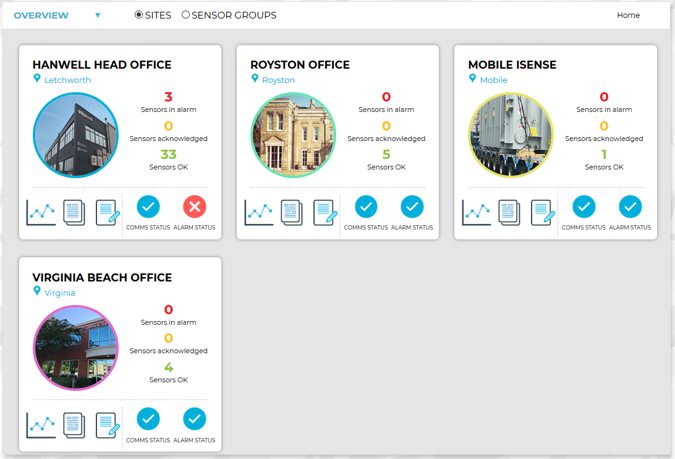 OVERVIEW ▼ SITES SENSOR GROUPS Home
HANWELL HEAD OFFICE
Letchworth
3
Sensors in alarm
0
Sensors acknowledged
33
Sensors OK
COMMS STATUS ALARM STATUS
ROYSTON OFFICE
Royston
0
Sensors in alarm
0
Sensors acknowledged
5
Sensors OK
COMMS STATUS ALARM STATUS
MOBILE ISENSE
Mobile
0
Sensors in alarm
0
Sensors acknowledged
1
Sensors OK
COMMS STATUS ALARM STATUS
VIRGINIA BEACH OFFICE
Virginia
0
Sensors in alarm
0
Sensors acknowledged
4
Sensors OK
COMMS STATUS ALARM STATUS